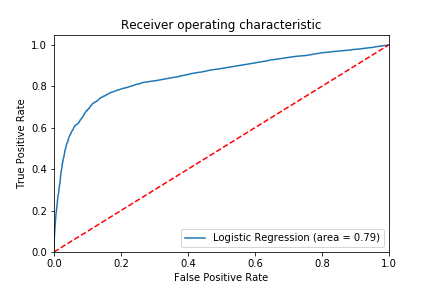 Receiver operating characteristic
1.0
0.8
0.6
0.4
0.2
0.0
True Positive Rate
Logistic Regression (area = 0.79)
0.0 0.2 0.4 0.6 0.8 1.0
False Positive Rate